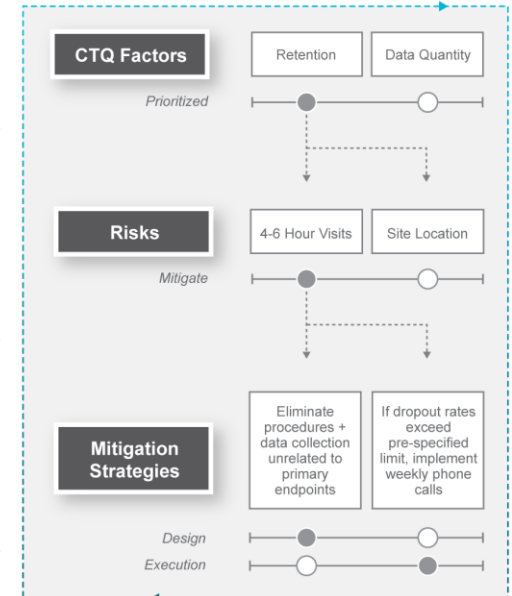 CTQ Factors
Retention
Data Quantity
Prioritized
Risks
4-6 Hour Visits
Site Location
Mitigate
Mitigation
Strategies
Eliminate
procedures +
data collection
unrelated to
primary
endpoints
If dropout rates
exceed
pre-specified
limit, implement
weekly phone
calls
Design
Execution